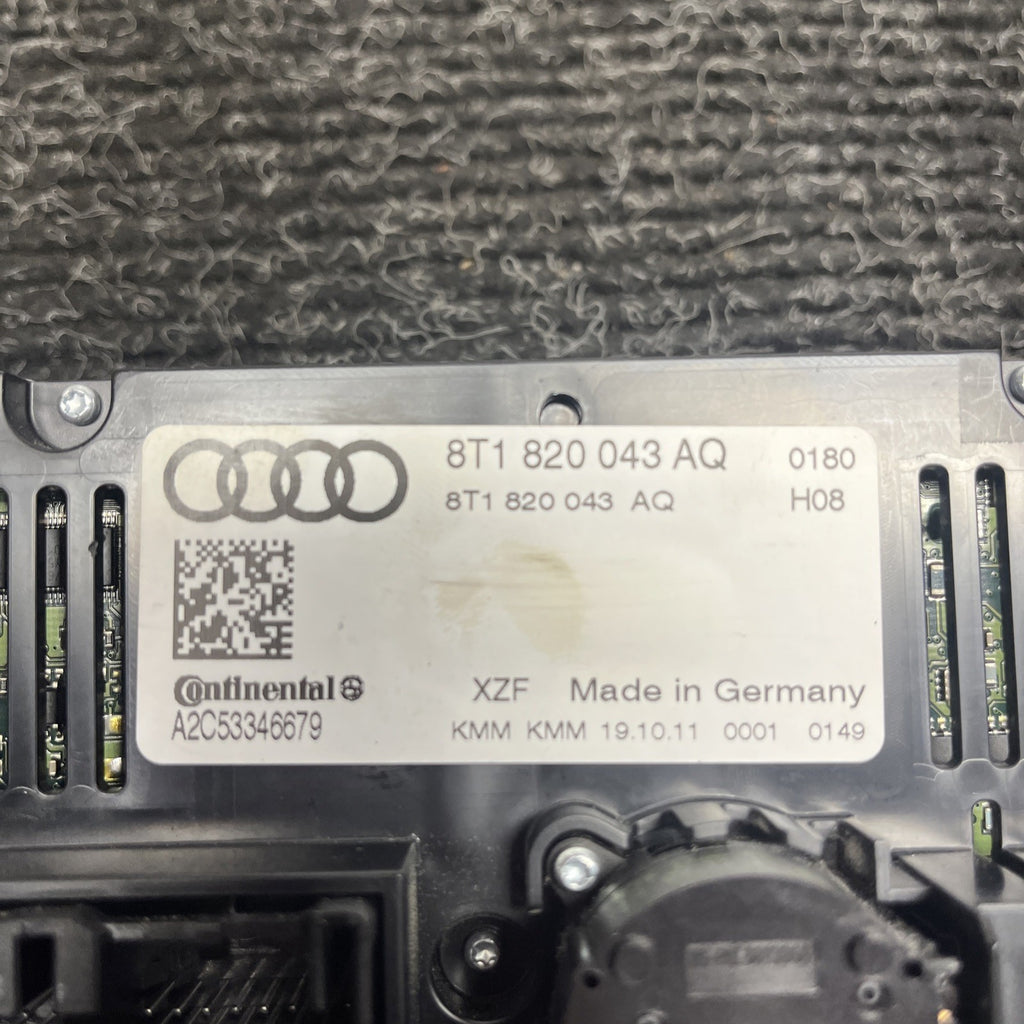 8T1 820 043 AQ 0180
8T1 820 043 AQ H08
Continental
A2C53346679
XZF Made in Germany
KMM KMM 19.10.11 0001 0149